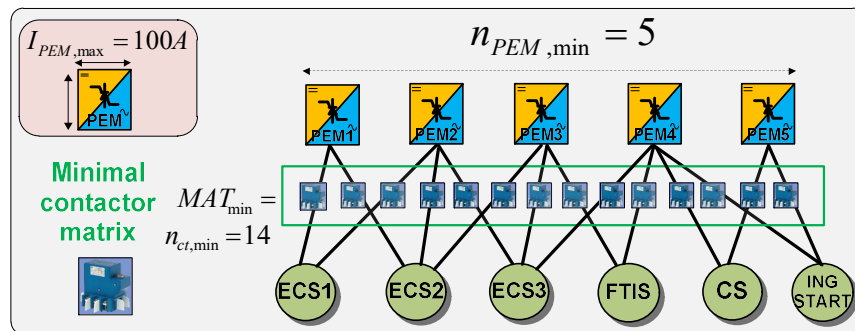 I_PEM,max = 100A
n_PEM,min = 5
=
PEM
~
=
PEM1
~
=
PEM2
~
=
PEM3
~
=
PEM4
~
=
PEM5
~
Minimal
contactor
matrix
MAT_min =
n_ct,min = 14
ECS1
ECS2
ECS3
FTIS
CS
ING
START